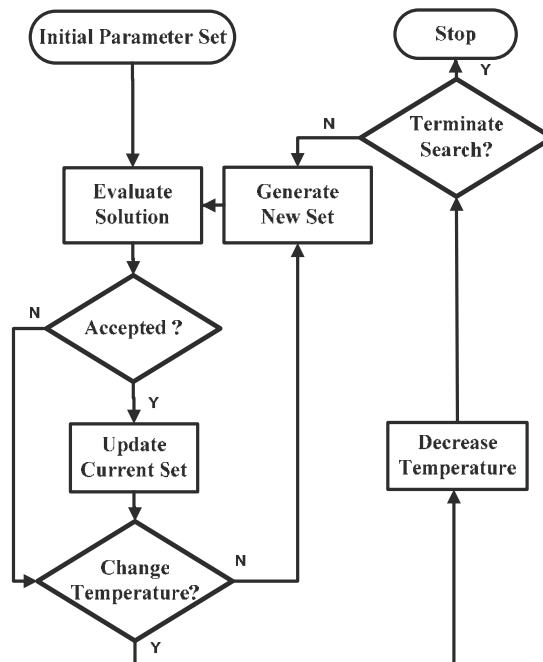 Initial Parameter Set
Stop
Y
N
Terminate
Search?
Evaluate
Solution
Generate
New Set
N
Accepted ?
Y
Update
Current Set
Decrease
Temperature
N
Change
Temperature?
Y